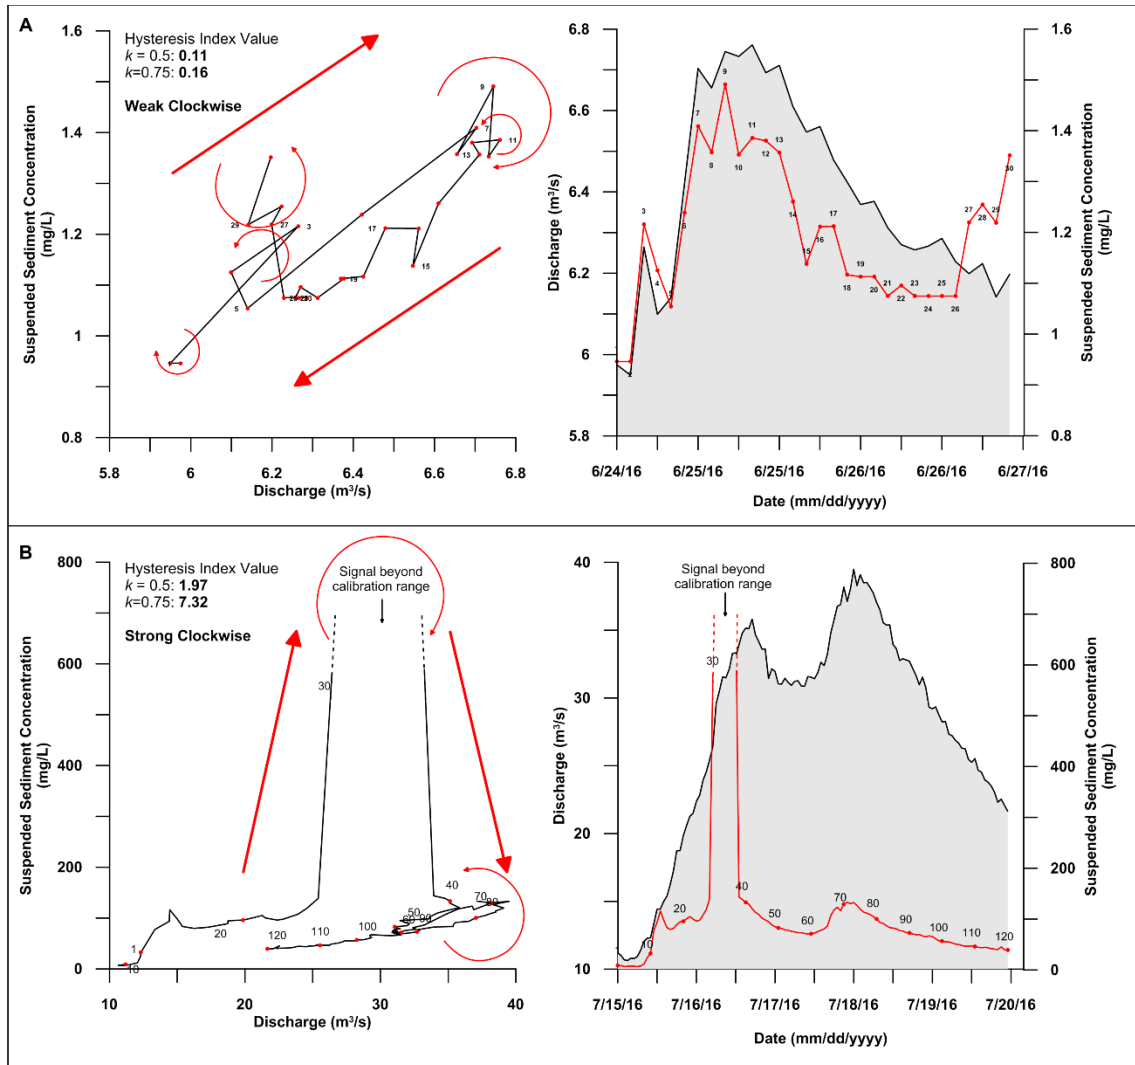 A
Hysteresis Index Value
k = 0.5: 0.11
k=0.75: 0.16
Weak Clockwise
Suspended Sediment Concentration
(mg/L)
1.6
1.4
1.2
1
0.8
5.8 6 6.2 6.4 6.6 6.8
Discharge (m³/s)
9
7
11
13
29
27
3
17
15
19
5
Discharge (m³/s)
6.8
6.6
6.4
6.2
6
5.8
3
4
5
6
7
8
9
10
11
12
13
14
15
16
17
18
19
20
21
22
23
24
25
26
27
28
29
30
1.6
1.4
1.2
1
0.8
Suspended Sediment Concentration
(mg/L)
6/24/16 6/25/16 6/25/16 6/26/16 6/26/16 6/27/16
Date (mm/dd/yyyy)
B
Hysteresis Index Value
k = 0.5: 1.97
k=0.75: 7.32
Strong Clockwise
Signal beyond
calibration range
Suspended Sediment Concentration
(mg/L)
800
600
400
200
0
10 20 30 40
Discharge (m³/s)
30
1
10
20
120
110
100
50
60
90
40
70
80
Signal beyond
calibration range
Discharge (m³/s)
40
30
20
10
10
20
30
40
50
60
70
80
90
100
110
120
800
600
400
200
0
Suspended Sediment Concentration
(mg/L)
7/15/16 7/16/16 7/17/16 7/18/16 7/19/16 7/20/16
Date (mm/dd/yyyy)